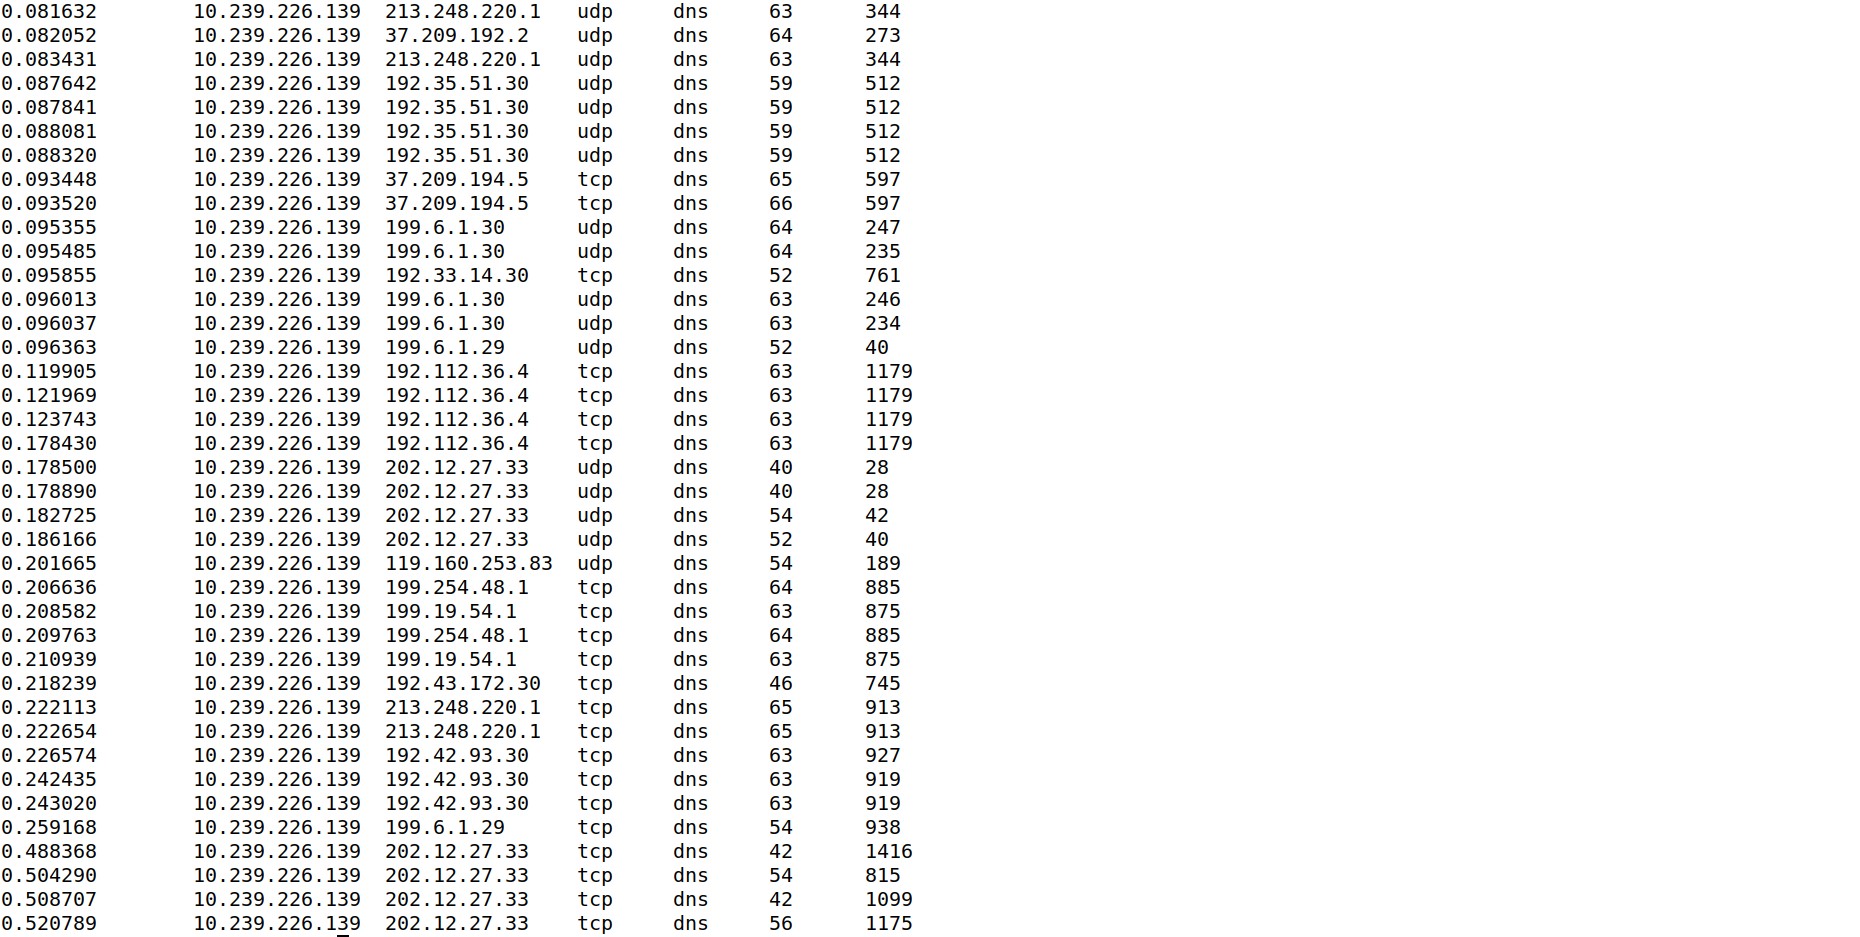 0.081632 10.239.226.139 213.248.220.1 udp dns 63 344
0.082052 10.239.226.139 37.209.192.2 udp dns 64 273
0.083431 10.239.226.139 213.248.220.1 udp dns 63 344
0.087642 10.239.226.139 192.35.51.30 udp dns 59 512
0.087841 10.239.226.139 192.35.51.30 udp dns 59 512
0.088081 10.239.226.139 192.35.51.30 udp dns 59 512
0.088320 10.239.226.139 192.35.51.30 udp dns 59 512
0.093448 10.239.226.139 37.209.194.5 tcp dns 65 597
0.093520 10.239.226.139 37.209.194.5 tcp dns 66 597
0.095355 10.239.226.139 199.6.1.30 udp dns 64 247
0.095485 10.239.226.139 199.6.1.30 udp dns 64 235
0.095855 10.239.226.139 192.33.14.30 tcp dns 52 761
0.096013 10.239.226.139 199.6.1.30 udp dns 63 246
0.096037 10.239.226.139 199.6.1.30 udp dns 63 234
0.096363 10.239.226.139 199.6.1.29 udp dns 52 40
0.119905 10.239.226.139 192.112.36.4 tcp dns 63 1179
0.121969 10.239.226.139 192.112.36.4 tcp dns 63 1179
0.123743 10.239.226.139 192.112.36.4 tcp dns 63 1179
0.178430 10.239.226.139 192.112.36.4 tcp dns 63 1179
0.178500 10.239.226.139 202.12.27.33 udp dns 40 28
0.178890 10.239.226.139 202.12.27.33 udp dns 40 28
0.182725 10.239.226.139 202.12.27.33 udp dns 54 42
0.186166 10.239.226.139 202.12.27.33 udp dns 52 40
0.201665 10.239.226.139 119.160.253.83 udp dns 54 189
0.206636 10.239.226.139 199.254.48.1 tcp dns 64 885
0.208582 10.239.226.139 199.19.54.1 tcp dns 63 875
0.209763 10.239.226.139 199.254.48.1 tcp dns 64 885
0.210939 10.239.226.139 199.19.54.1 tcp dns 63 875
0.218239 10.239.226.139 192.43.172.30 tcp dns 46 745
0.222113 10.239.226.139 213.248.220.1 tcp dns 65 913
0.222654 10.239.226.139 213.248.220.1 tcp dns 65 913
0.226574 10.239.226.139 192.42.93.30 tcp dns 63 927
0.242435 10.239.226.139 192.42.93.30 tcp dns 63 919
0.243020 10.239.226.139 192.42.93.30 tcp dns 63 919
0.259168 10.239.226.139 199.6.1.29 tcp dns 54 938
0.488368 10.239.226.139 202.12.27.33 tcp dns 42 1416
0.504290 10.239.226.139 202.12.27.33 tcp dns 54 815
0.508707 10.239.226.139 202.12.27.33 tcp dns 42 1099
0.520789 10.239.226.139 202.12.27.33 tcp dns 56 1175